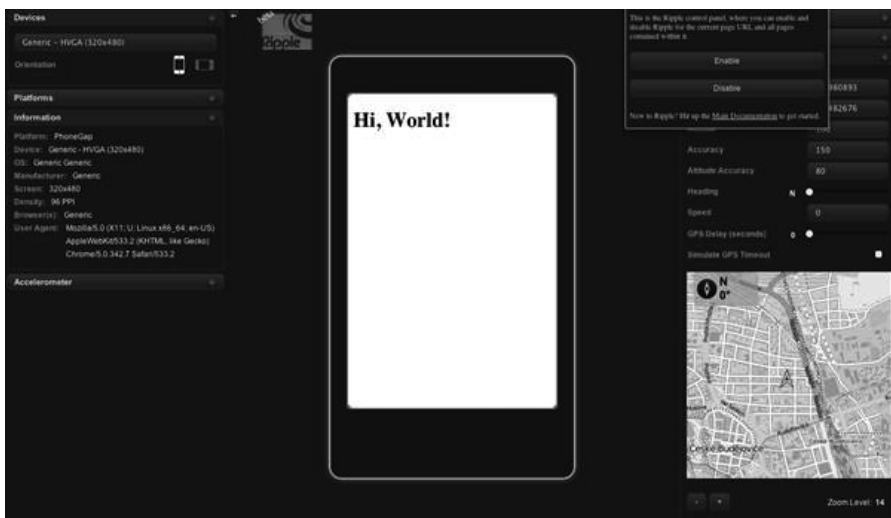 Devices
Generic - HVGA (320x480)
Orientation
Platforms
Information
Platform: PhoneGap
Device: Generic - HVGA (320x480)
OS: Generic Generic
Manufacturer: Generic
Screen: 320x480
Density: 96 PPI
Browser(s): Generic
User Agent: Mozilla/5.0 (X11; U; Linux x86_64; en-US)
AppleWebKit/533.2 (KHTML, like Gecko)
Chrome/5.0.342.7 Safari/533.2
Accelerometer
beta
Ripple
Hi, World!
This is the Ripple control panel, where you can enable and
disable Ripple for the current page URL and all pages
contained within it.
Enable
Disable
New to Ripple? Hit up the Main Documentation to get started.
80893
82676
Accuracy 150
Altitude Accuracy 80
Heading N
Speed 0
GPS Delay (seconds) 0
Simulate GPS Timeout
N
0°
České Budějovice
Zoom Level: 14